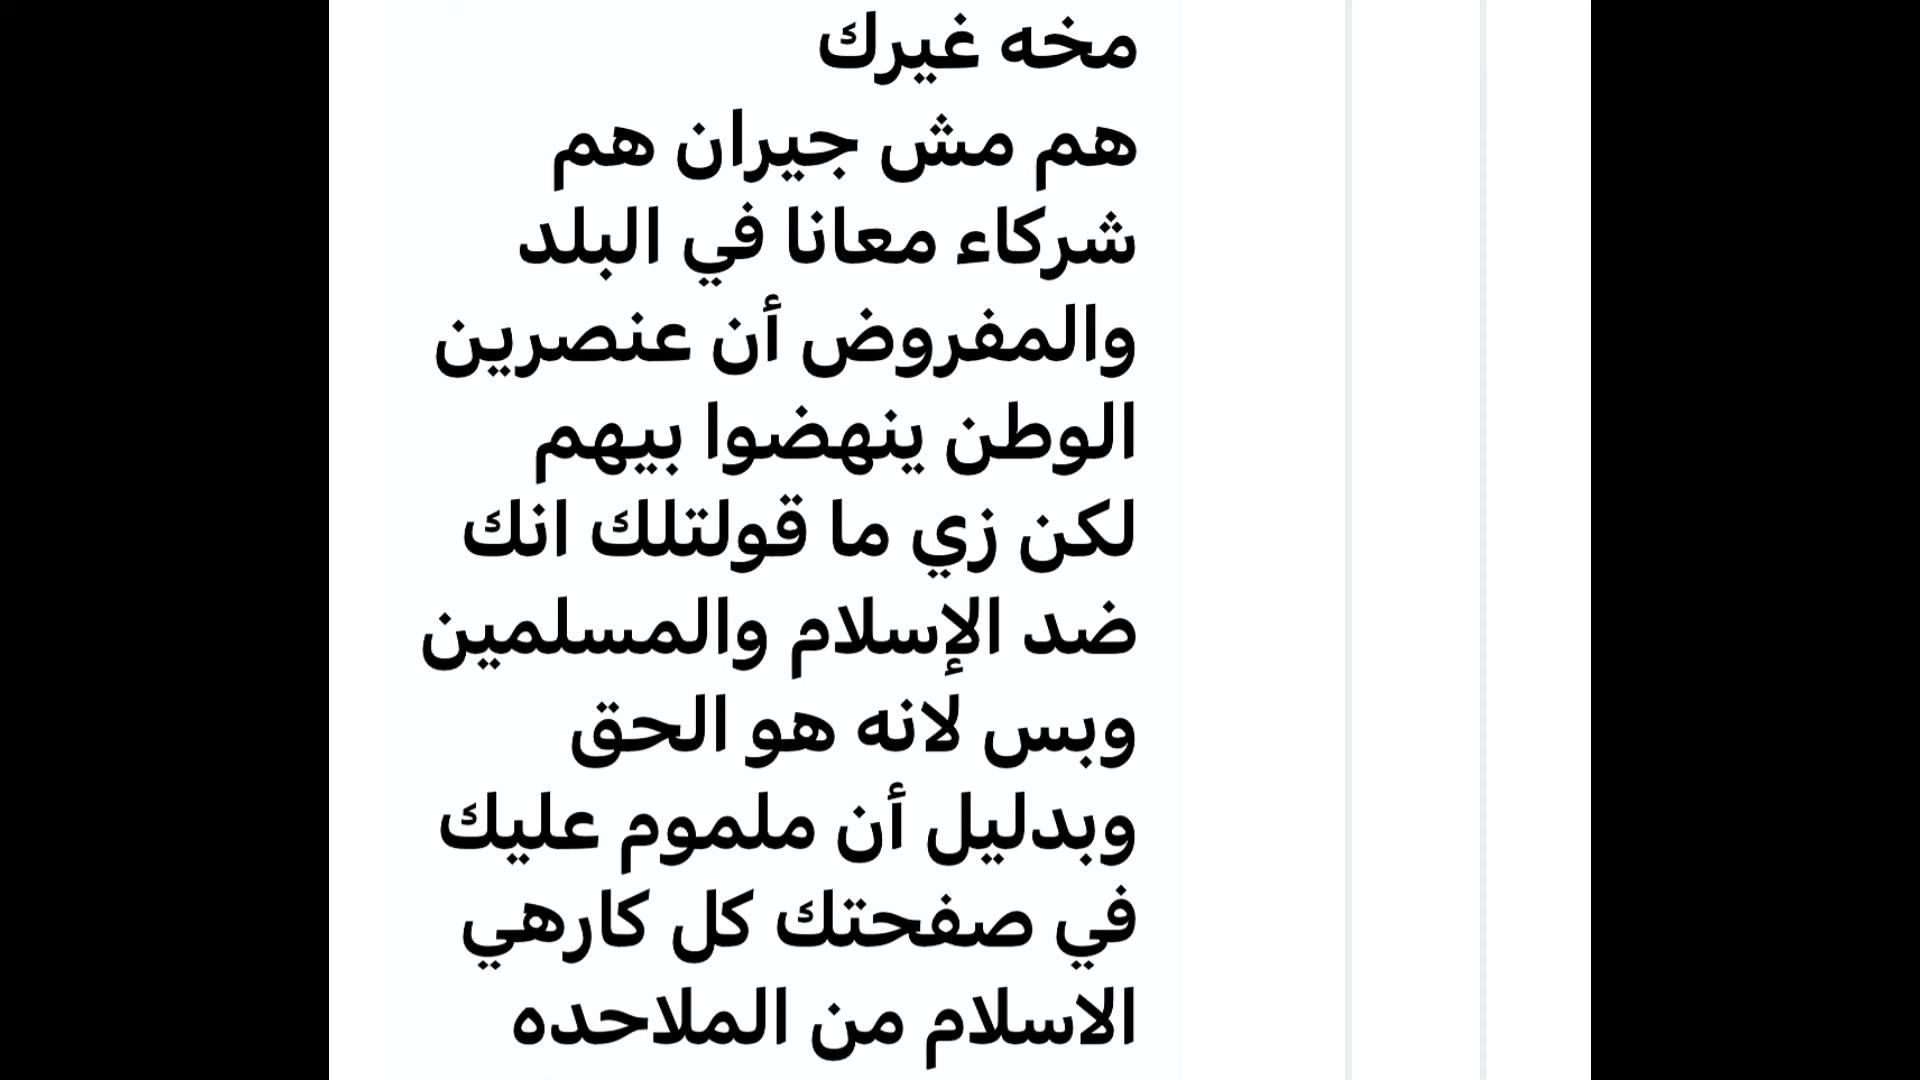 مخه غيرك
هم مش جيران هم
شركاء معانا في البلد
والمفروض أن عنصرين
الوطن ينهضوا بيهم
لكن زي ما قولتلك انك
ضد الإسلام والمسلمين
وبس لانه هو الحق
وبدليل أن ملموم عليك
في صفحتك كل كارهي
الاسلام من الملاحده